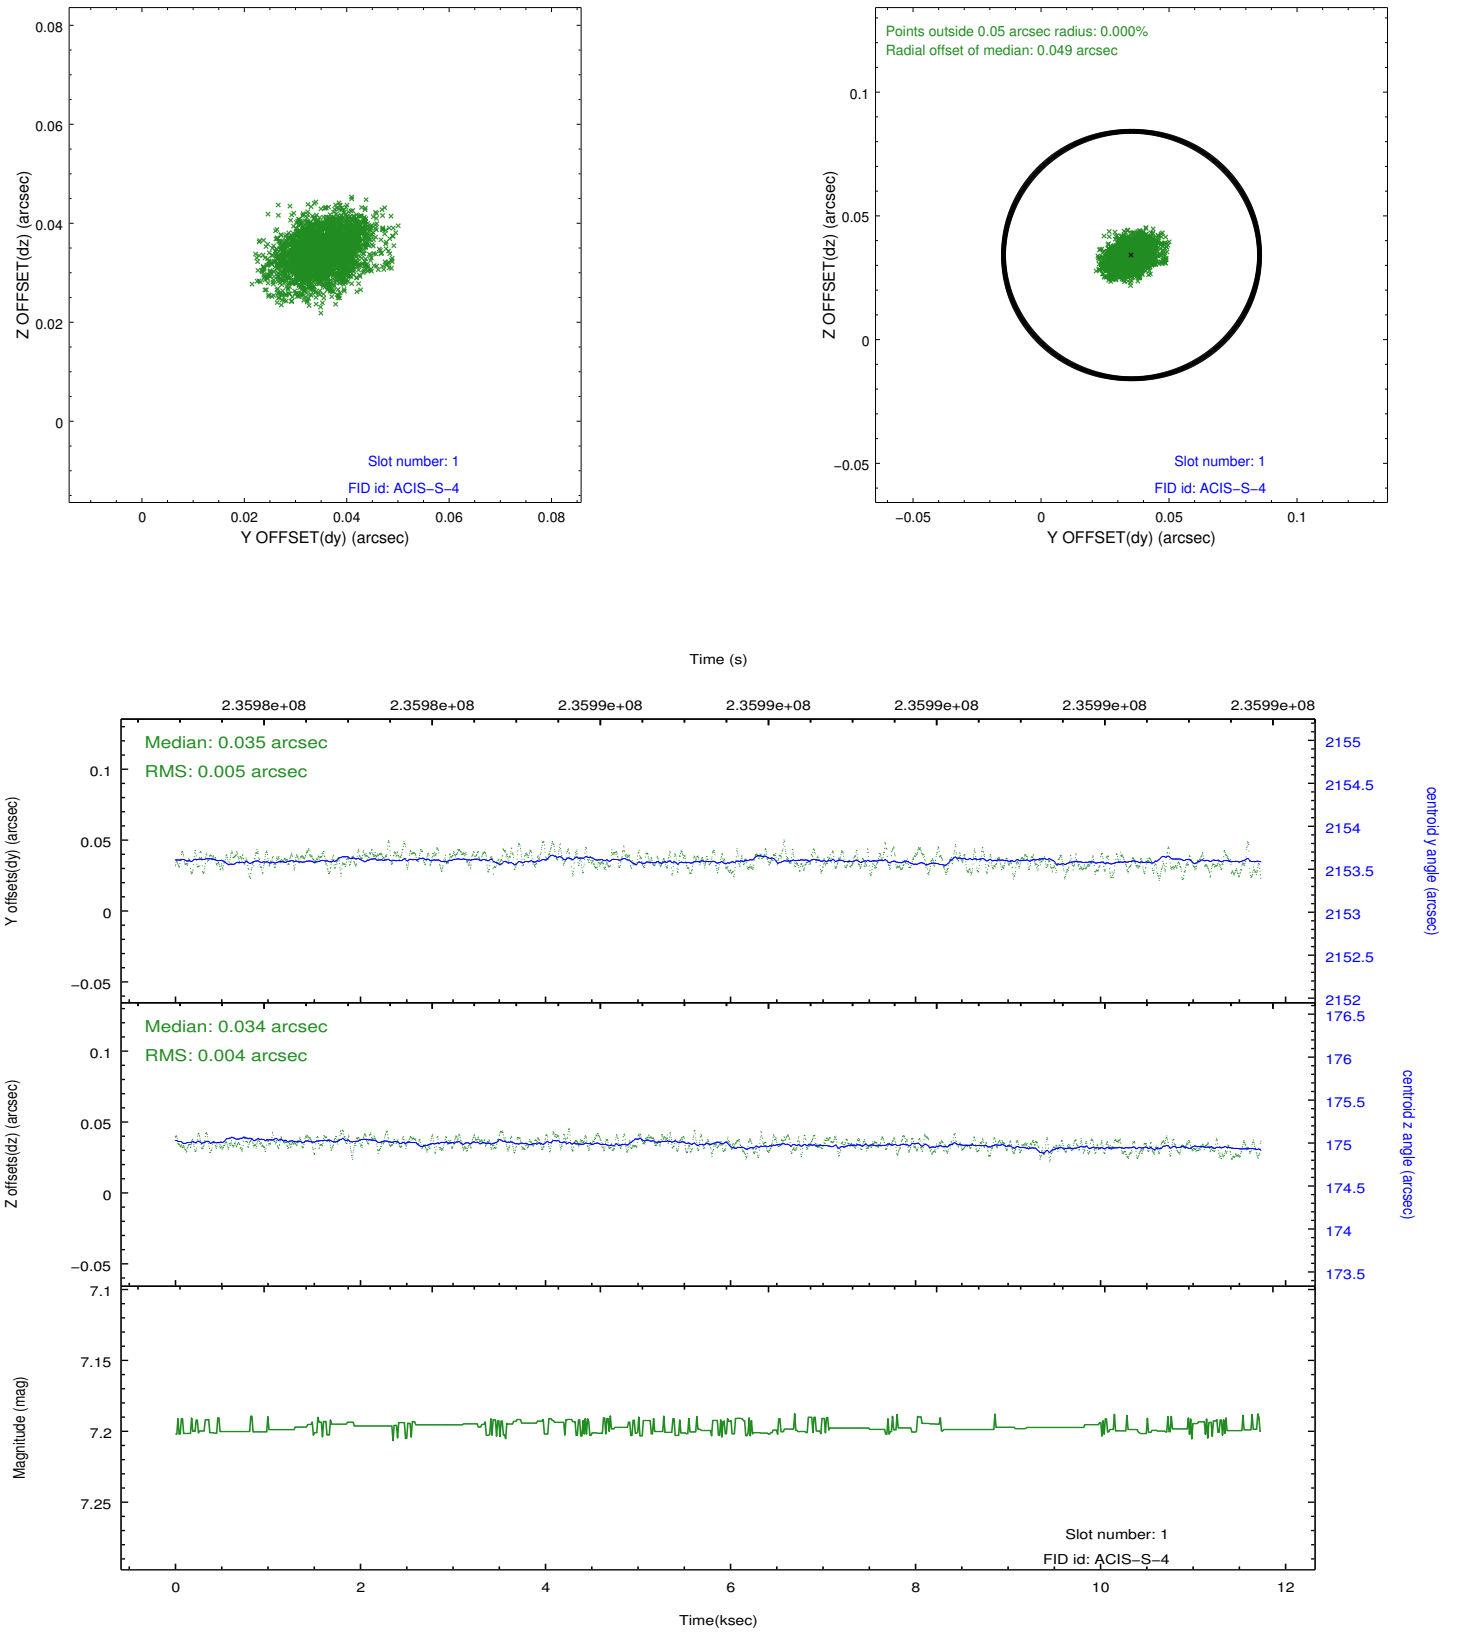 0.08
0.06
0.04
0.02
0
Z OFFSET(dz) (arcsec)
Slot number: 1
FID id: ACIS−S−4
0 0.02 0.04 0.06 0.08
Y OFFSET(dy) (arcsec)
Points outside 0.05 arcsec radius: 0.000%
Radial offset of median: 0.049 arcsec
0.1
0.05
0
−0.05
Z OFFSET(dz) (arcsec)
Slot number: 1
FID id: ACIS−S−4
−0.05 0 0.05 0.1
Y OFFSET(dy) (arcsec)
Time (s)
2.3598e+08 2.3598e+08 2.3599e+08 2.3599e+08 2.3599e+08 2.3599e+08 2.3599e+08
Median: 0.035 arcsec
RMS: 0.005 arcsec
0.1
0.05
0
−0.05
Y offsets(dy) (arcsec)
2155
2154.5
2154
2153.5
2153
2152.5
2152
centroid y angle (arcsec)
Median: 0.034 arcsec
RMS: 0.004 arcsec
0.1
0.05
0
−0.05
Z offsets(dz) (arcsec)
176.5
176
175.5
175
174.5
174
173.5
centroid z angle (arcsec)
7.1
7.15
7.2
7.25
Magnitude (mag)
Slot number: 1
FID id: ACIS−S−4
0 2 4 6 8 10 12
Time(ksec)